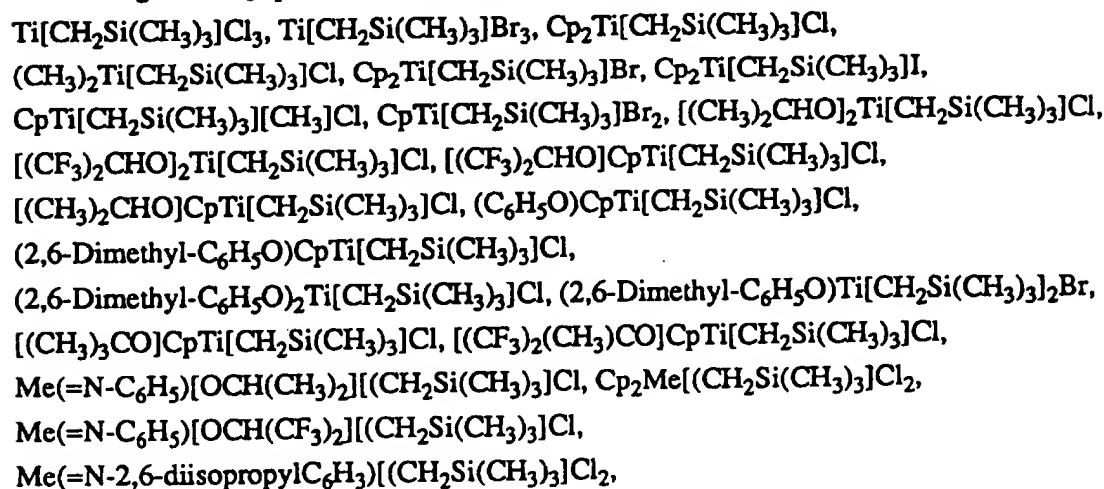 Ti[CH₂Si(CH₃)₃]Cl₃, Ti[CH₂Si(CH₃)₃]Br₃, Cp₂Ti[CH₂Si(CH₃)₃]Cl,
(CH₃)₂Ti[CH₂Si(CH₃)₃]Cl, Cp₂Ti[CH₂Si(CH₃)₃]Br, Cp₂Ti[CH₂Si(CH₃)₃]I,
CpTi[CH₂Si(CH₃)₃][CH₃]Cl, CpTi[CH₂Si(CH₃)₃]Br₂, [(CH₃)₂CHO]₂Ti[CH₂Si(CH₃)₃]Cl,
[(CF₃)₂CHO]₂Ti[CH₂Si(CH₃)₃]Cl, [(CF₃)₂CHO]CpTi[CH₂Si(CH₃)₃]Cl,
[(CH₃)₂CHO]CpTi[CH₂Si(CH₃)₃]Cl, (C₆H₅O)CpTi[CH₂Si(CH₃)₃]Cl,
(2,6-Dimethyl-C₆H₅O)CpTi[CH₂Si(CH₃)₃]Cl,
(2,6-Dimethyl-C₆H₅O)₂Ti[CH₂Si(CH₃)₃]Cl, (2,6-Dimethyl-C₆H₅O)Ti[CH₂Si(CH₃)₃]₂Br,
[(CH₃)₃CO]CpTi[CH₂Si(CH₃)₃]Cl, [(CF₃)₂(CH₃)CO]CpTi[CH₂Si(CH₃)₃]Cl,
Me(=N-C₆H₅)[OCH(CH₃)₂][(CH₂Si(CH₃)₃]Cl, Cp₂Me[(CH₂Si(CH₃)₃]Cl₂,
Me(=N-C₆H₅)[OCH(CF₃)₂][(CH₂Si(CH₃)₃]Cl,
Me(=N-2,6-diisopropylC₆H₃)[(CH₂Si(CH₃)₃]Cl₂,